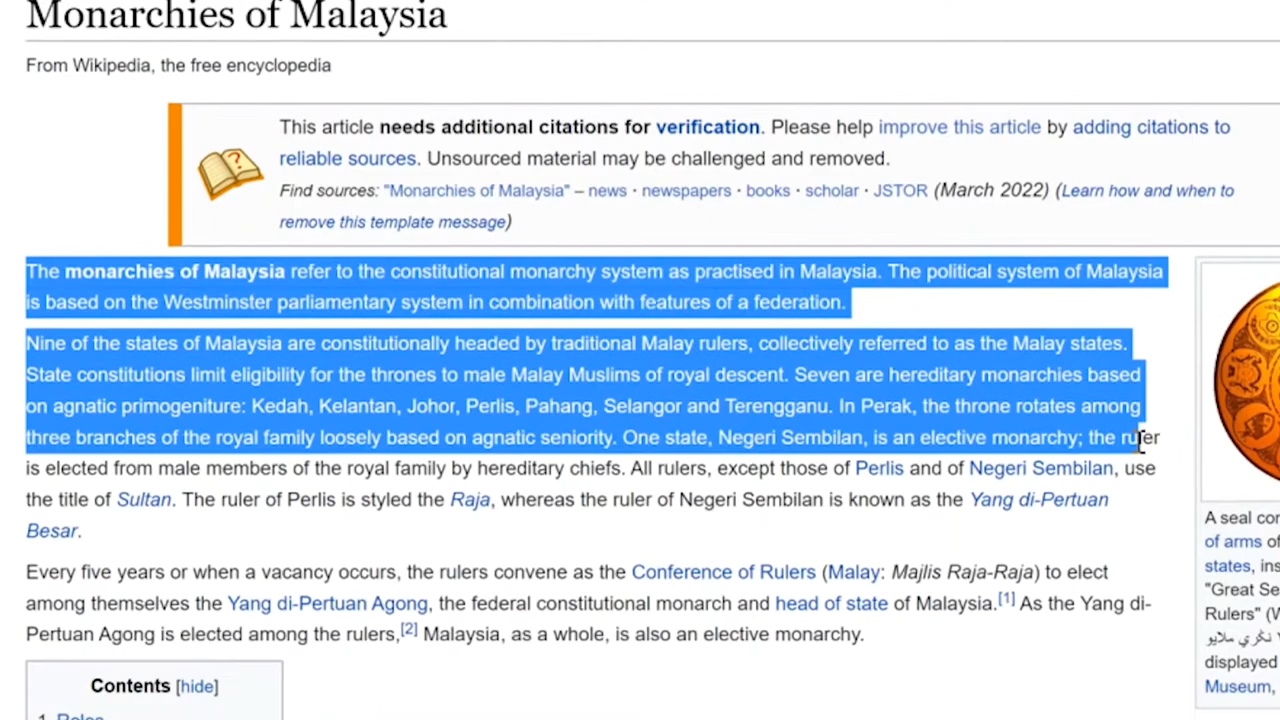 Monarchies of Malaysia
From Wikipedia, the free encyclopedia
This article needs additional citations for verification. Please help improve this article by adding citations to
reliable sources. Unsourced material may be challenged and removed.
Find sources: "Monarchies of Malaysia" – news · newspapers · books · scholar · JSTOR (March 2022) (Learn how and when to
remove this template message)
The monarchies of Malaysia refer to the constitutional monarchy system as practised in Malaysia. The political system of Malaysia
is based on the Westminster parliamentary system in combination with features of a federation.
Nine of the states of Malaysia are constitutionally headed by traditional Malay rulers, collectively referred to as the Malay states.
State constitutions limit eligibility for the thrones to male Malay Muslims of royal descent. Seven are hereditary monarchies based
on agnatic primogeniture: Kedah, Kelantan, Johor, Perlis, Pahang, Selangor and Terengganu. In Perak, the throne rotates among
three branches of the royal family loosely based on agnatic seniority. One state, Negeri Sembilan, is an elective monarchy; the ruler
is elected from male members of the royal family by hereditary chiefs. All rulers, except those of Perlis and of Negeri Sembilan, use
the title of Sultan. The ruler of Perlis is styled the Raja, whereas the ruler of Negeri Sembilan is known as the Yang di-Pertuan
Besar.
Every five years or when a vacancy occurs, the rulers convene as the Conference of Rulers (Malay: Majlis Raja-Raja) to elect
among themselves the Yang di-Pertuan Agong, the federal constitutional monarch and head of state of Malaysia.[1] As the Yang di-
Pertuan Agong is elected among the rulers,[2] Malaysia, as a whole, is also an elective monarchy.
Contents [hide]
1 Roles
A seal co
of arms of
states, ins
"Great Se
Rulers" (
نڬري ملايو
displayed
Museum,